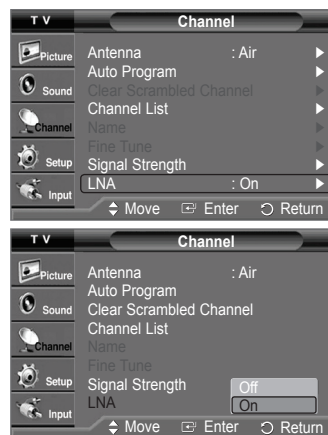 T V Channel
Picture
Sound
Channel
Setup
Input
Antenna : Air
Auto Program
Clear Scrambled Channel
Channel List
Name
Fine Tune
Signal Strength
LNA : On
Move Enter Return
T V Channel
Picture
Sound
Channel
Setup
Input
Antenna : Air
Auto Program
Clear Scrambled Channel
Channel List
Name
Fine Tune
Signal Strength Off
LNA On
Move Enter Return